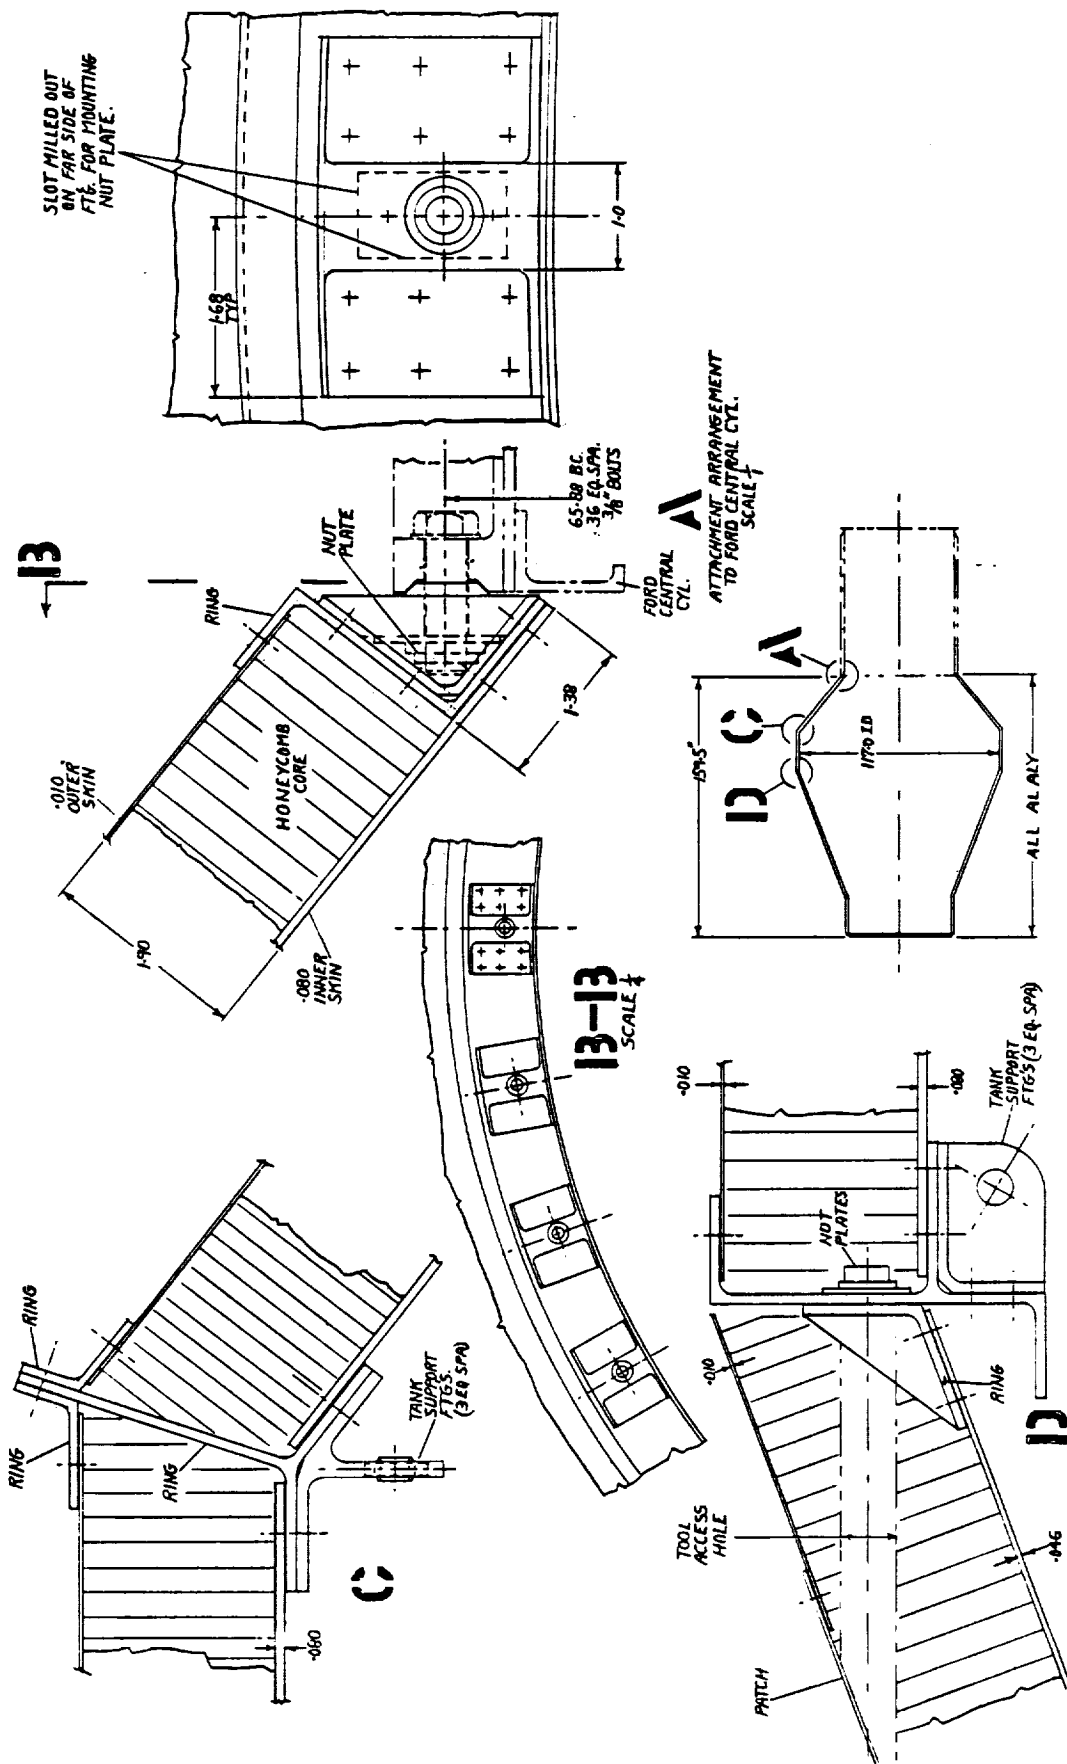 SLOT MILLED OUT
ON FAR SIDE OF
FTG. FOR MOUNTING
NUT PLATE.
1.68
TYP
1.0
B
RING
NUT
PLATE
65.88 BC.
36 EQ. SPA.
3/8" BOLTS
FORD
CENTRAL
CYL.
A
ATTACHMENT ARRANGEMENT
TO FORD CENTRAL CYL.
SCALE 1/1
.010
OUTER
SKIN
HONEYCOMB
CORE
1.38
1.90
.080
INNER
SKIN
B-B
SCALE 1/4
159.5"
A
C
D
117.0 ID
ALL AL ALY
RING
RING
RING
TANK
SUPPORT
FTGS.
(3 EQ SPA)
.080
C
.010
.080
NUT
PLATES
TANK
SUPPORT
FTG'S (3 EQ. SPA)
.010
RING
D
TOOL
ACCESS
HOLE
PATCH
.046